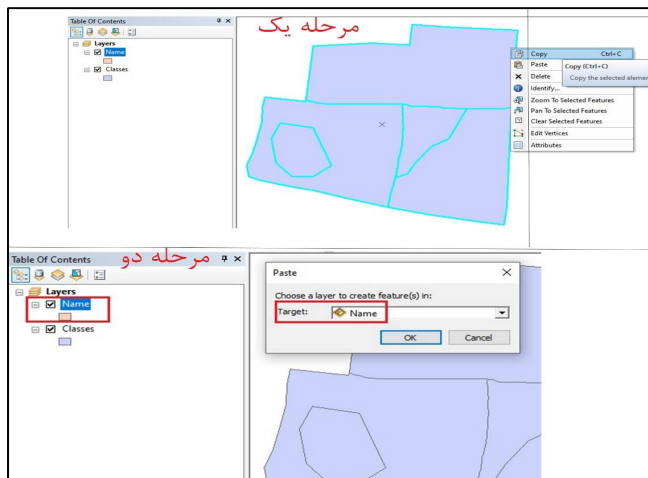 Table Of Contents
Layers
Name
Classes
مرحله یک
Copy Ctrl+C
Paste
Delete
Identify...
Zoom To Selected Features
Pan To Selected Features
Clear Selected Features
Edit Vertices
Attributes
Copy (Ctrl+C)
Copy the selected
Table Of Contents
مرحله دو
Layers
Name
Classes
Paste
Choose a layer to create feature(s) in:
Target: Name
OK Cancel